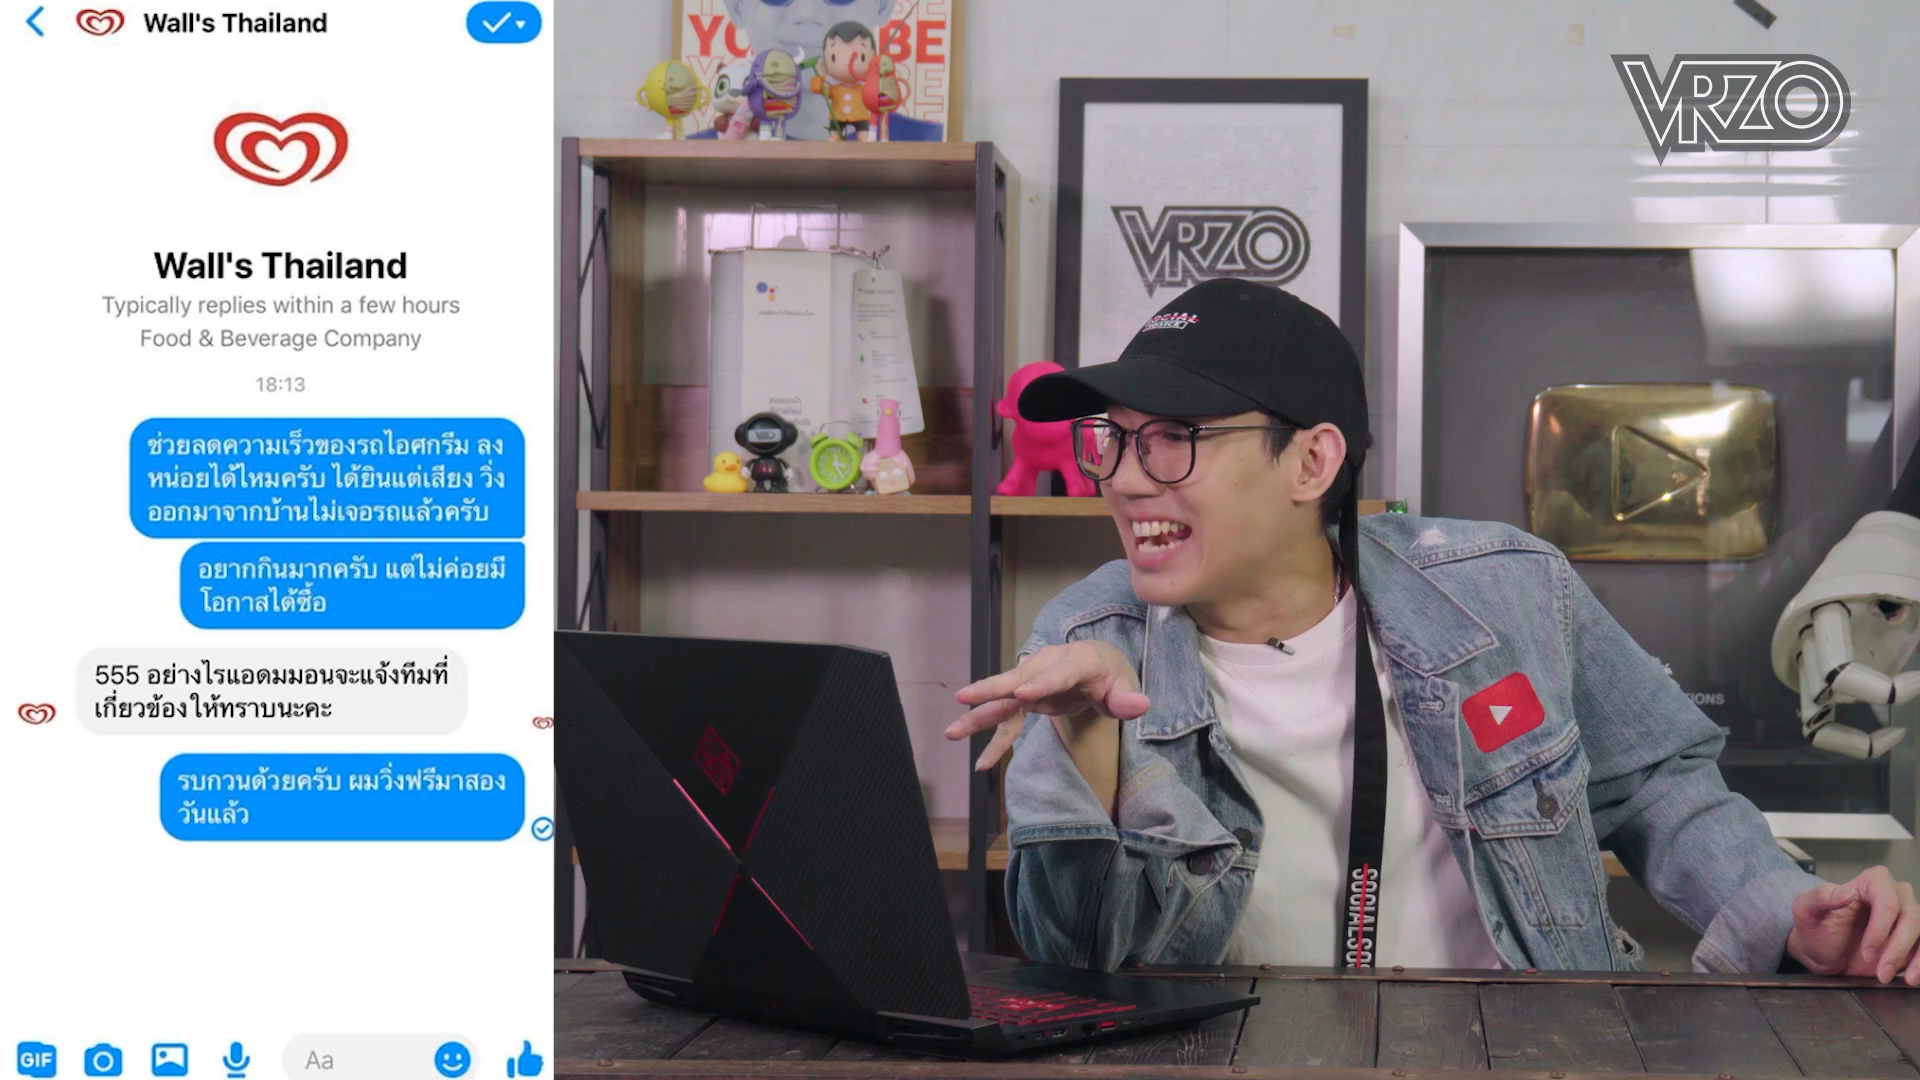 Wall's Thailand
Wall's Thailand
Typically replies within a few hours
Food & Beverage Company
18:13
ช่วยลดความเร็วของรถไอศกรีม ลง
หน่อยได้ไหมครับ ได้ยินแต่เสียง วิ่ง
ออกมาจากบ้านไม่เจอรถแล้วครับ
อยากกินมากครับ แต่ไม่ค่อยมี
โอกาสได้ซื้อ
555 อย่างไรแอดมมอนจะแจ้งทีมที่
เกี่ยวข้องให้ทราบนะคะ
รบกวนด้วยครับ ผมวิ่งฟรีมาสอง
วันแล้ว
GIF
Aa
VRZO
VRZO
SOCIAL